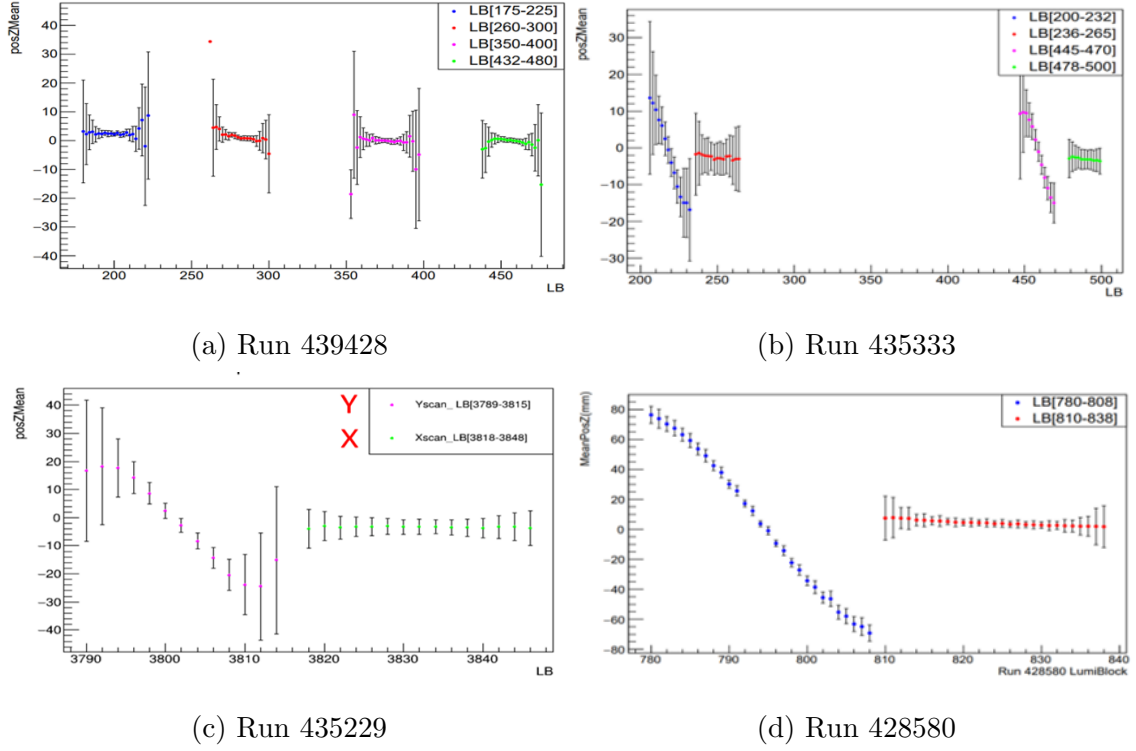 posZMean
40
30
20
10
0
−10
−20
−30
−40
LB[175-225]
LB[260-300]
LB[350-400]
LB[432-480]
200 250 300 350 400 450
LB
(a) Run 439428
posZMean
30
20
10
0
−10
−20
−30
LB[200-232]
LB[236-265]
LB[445-470]
LB[478-500]
200 250 300 350 400 450 500
LB
(b) Run 435333
posZMean
40
30
20
10
0
−10
−20
−30
−40
Y
X
Yscan_ LB[3789-3815]
Xscan_LB[3818-3848]
3790 3800 3810 3820 3830 3840
LB
(c) Run 435229
MeanPosZ(mm)
80
60
40
20
0
−20
−40
−60
−80
LB[780-808]
LB[810-838]
780 790 800 810 820 830 840
Run 428580 LumiBlock
(d) Run 428580